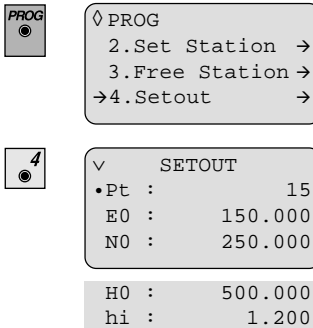 PROG
◊ PROG
2.Set Station →
3.Free Station →
→4.Setout →
4
∨ SETOUT
•Pt : 15
E0 : 150.000
N0 : 250.000
H0 : 500.000
hi : 1.200